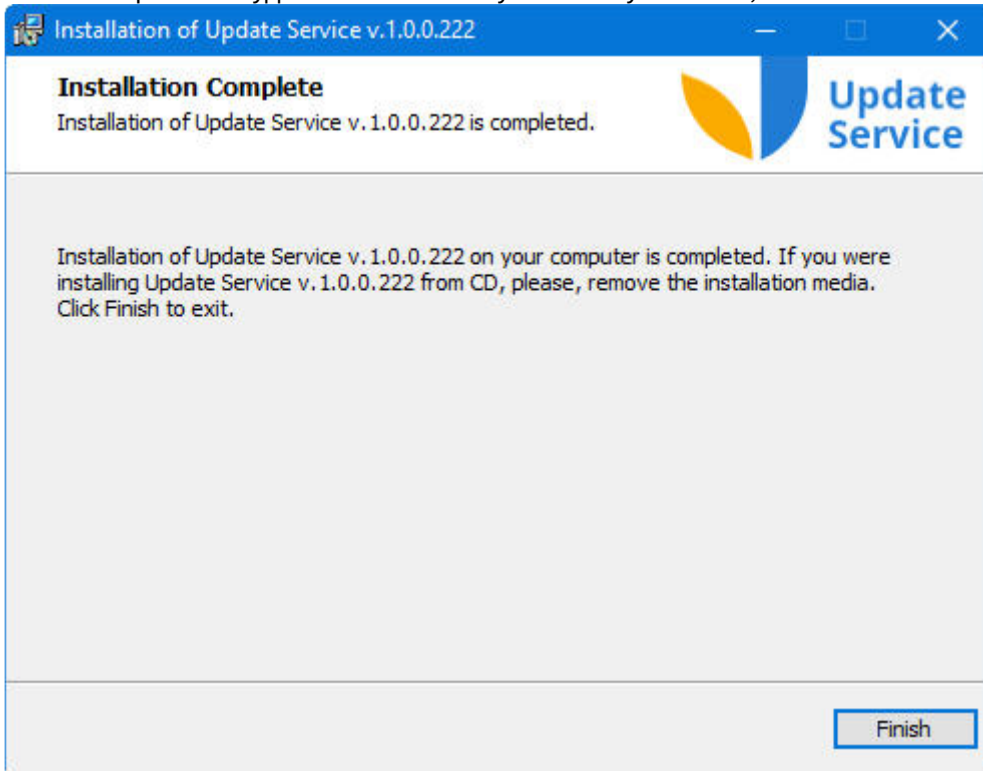 Installation of Update Service v.1.0.0.222
Installation Complete
Installation of Update Service v.1.0.0.222 is completed.
Update
Service
Installation of Update Service v.1.0.0.222 on your computer is completed. If you were
installing Update Service v.1.0.0.222 from CD, please, remove the installation media.
Click Finish to exit.
Finish